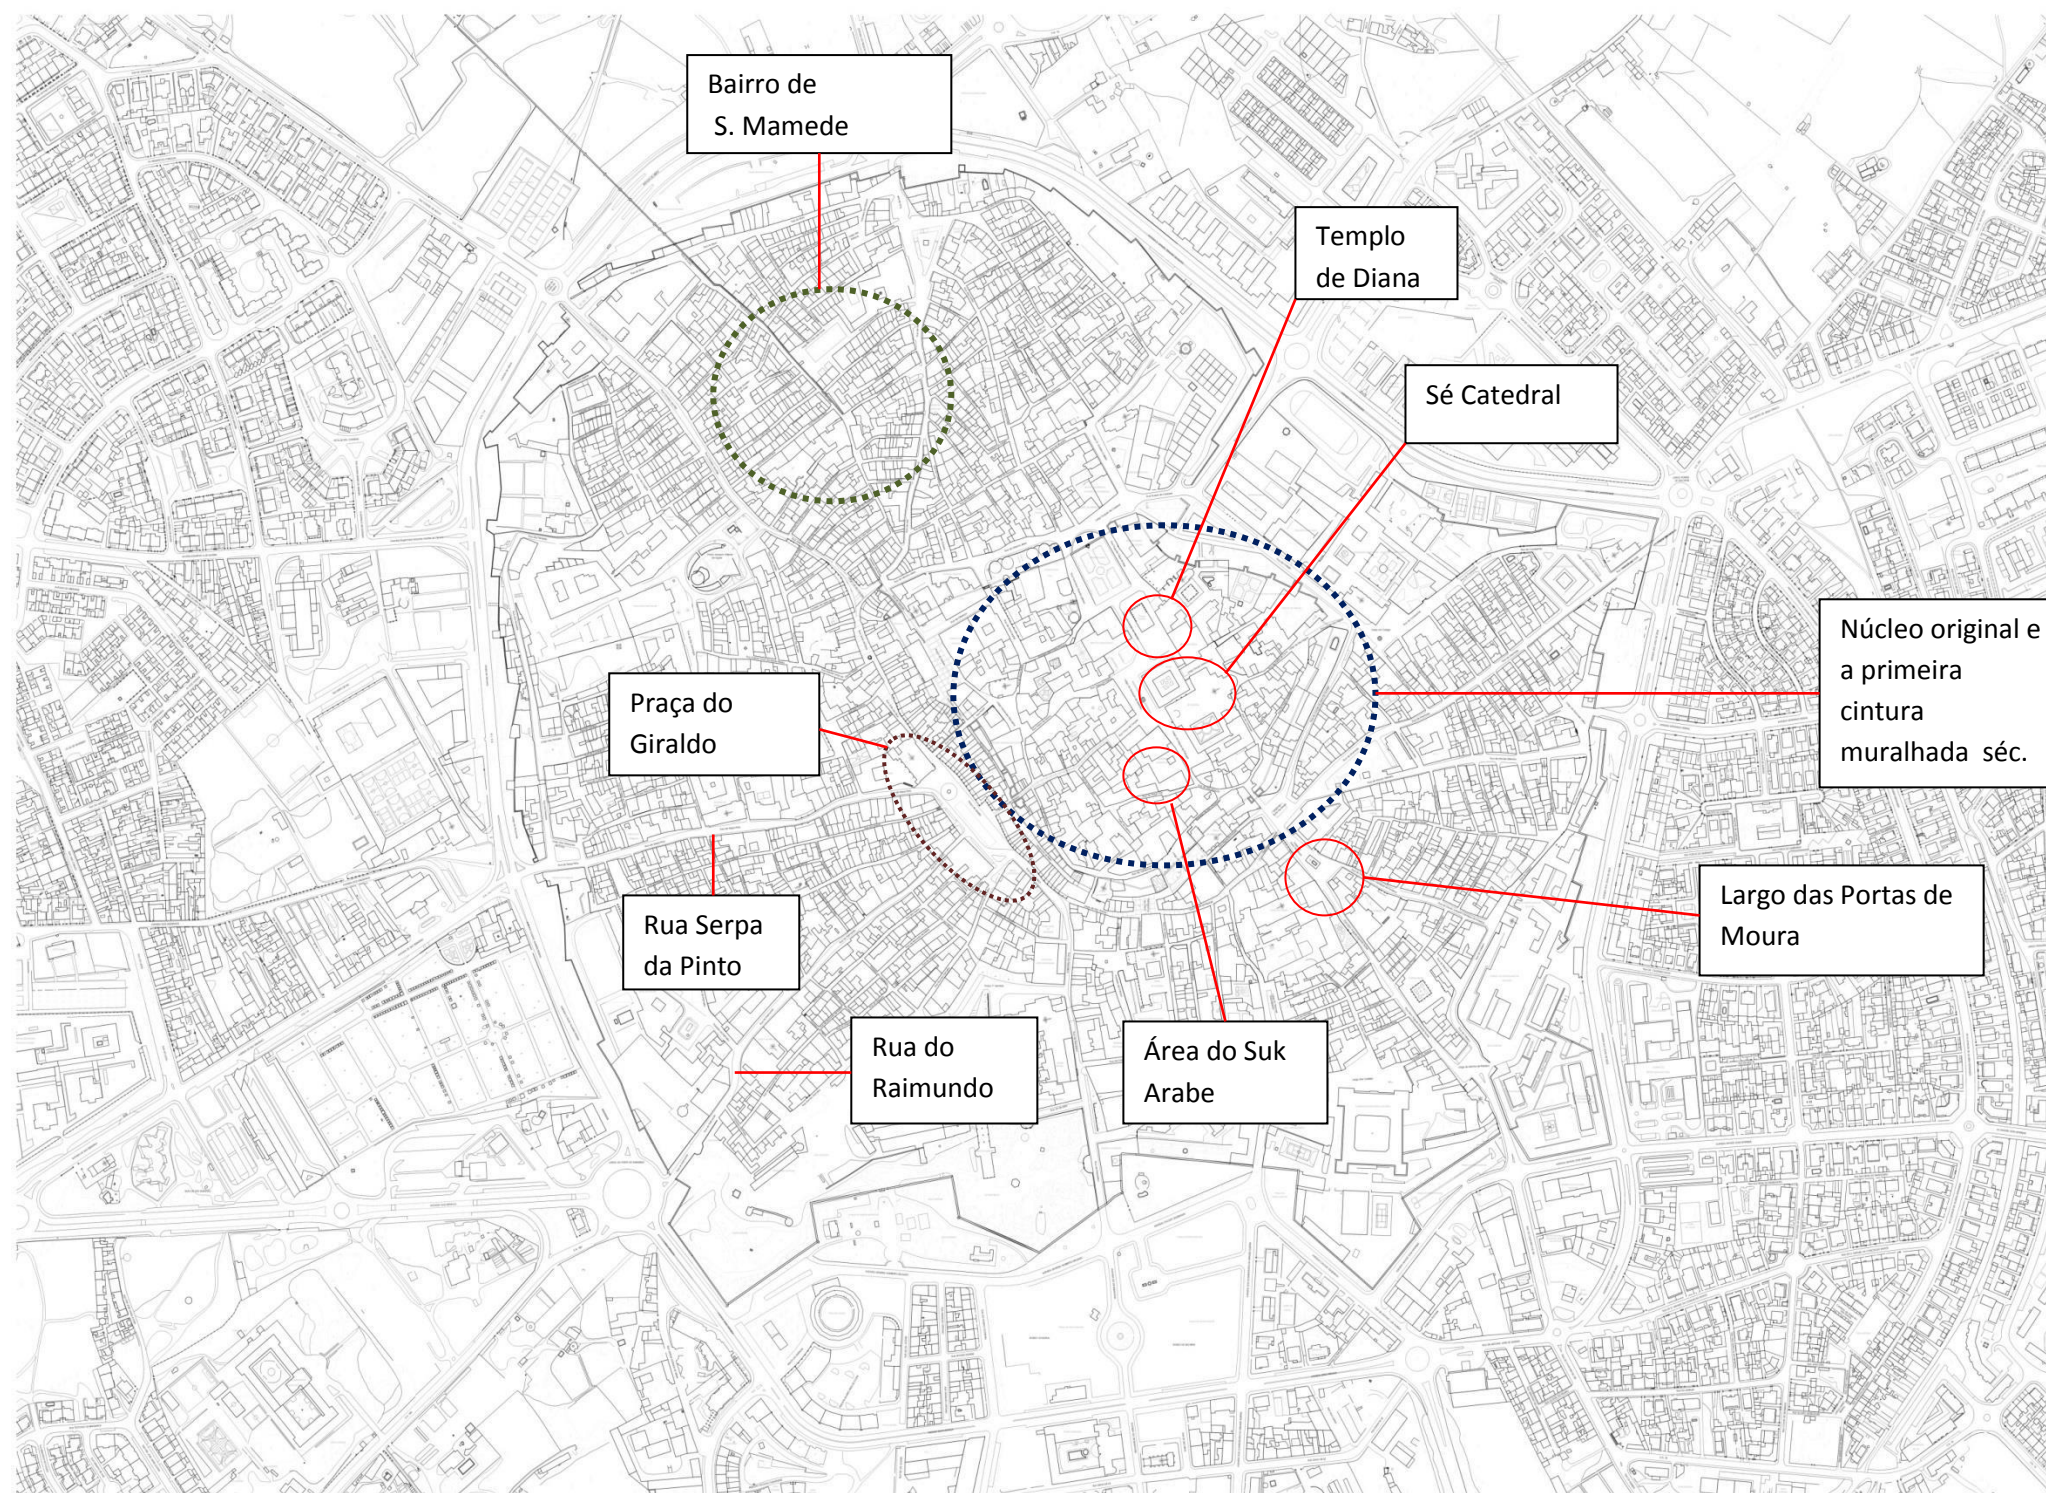 Bairro de
S. Mamede
Templo
de Diana
Sé Catedral
Núcleo original e
a primeira
cintura
muralhada séc.
Praça do
Giraldo
Largo das Portas de
Moura
Rua Serpa
da Pinto
Rua do
Raimundo
Área do Suk
Arabe